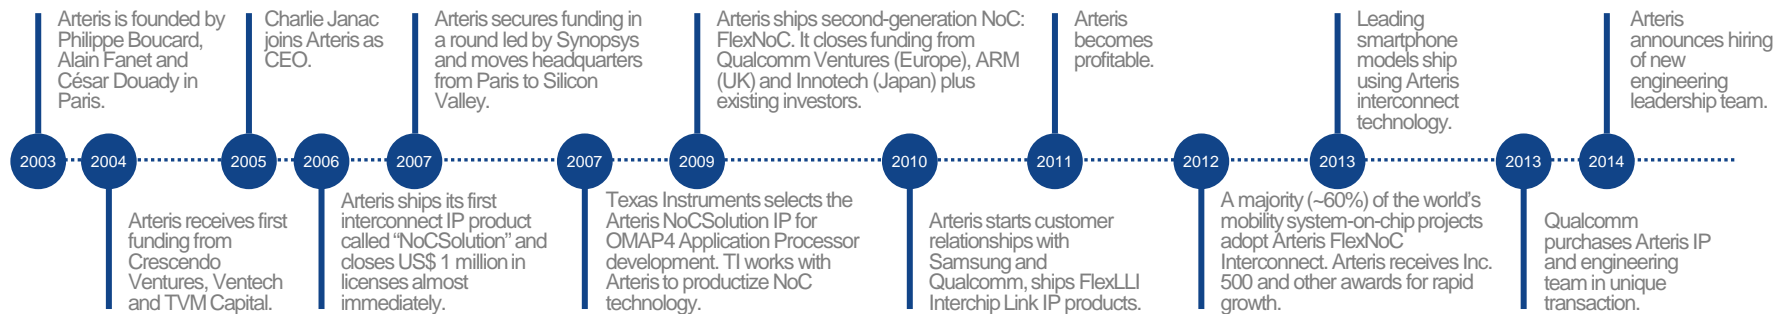 Arteris is founded by
Philippe Boucard,
Alain Fanet and
César Douady in
Paris.
Charlie Janac
joins Arteris as
CEO.
Arteris secures funding in
a round led by Synopsys
and moves headquarters
from Paris to Silicon
Valley.
Arteris ships second-generation NoC:
FlexNoC. It closes funding from
Qualcomm Ventures (Europe), ARM
(UK) and Innotech (Japan) plus
existing investors.
Arteris
becomes
profitable.
Leading
smartphone
models ship
using Arteris
interconnect
technology.
Arteris
announces hiring
of new
engineering
leadership team.
2003 2004 2005 2006 2007 2007 2009 2010 2011 2012 2013 2013 2014
Arteris receives first
funding from
Crescendo
Ventures, Ventech
and TVM Capital.
Arteris ships its first
interconnect IP product
called “NoCSolution” and
closes US$ 1 million in
licenses almost
immediately.
Texas Instruments selects the
Arteris NoCSolution IP for
OMAP4 Application Processor
development. TI works with
Arteris to productize NoC
technology.
Arteris starts customer
relationships with
Samsung and
Qualcomm, ships FlexLLI
Interchip Link IP products.
A majority (~60%) of the world’s
mobility system-on-chip projects
adopt Arteris FlexNoC
Interconnect. Arteris receives Inc.
500 and other awards for rapid
growth.
Qualcomm
purchases Arteris IP
and engineering
team in unique
transaction.